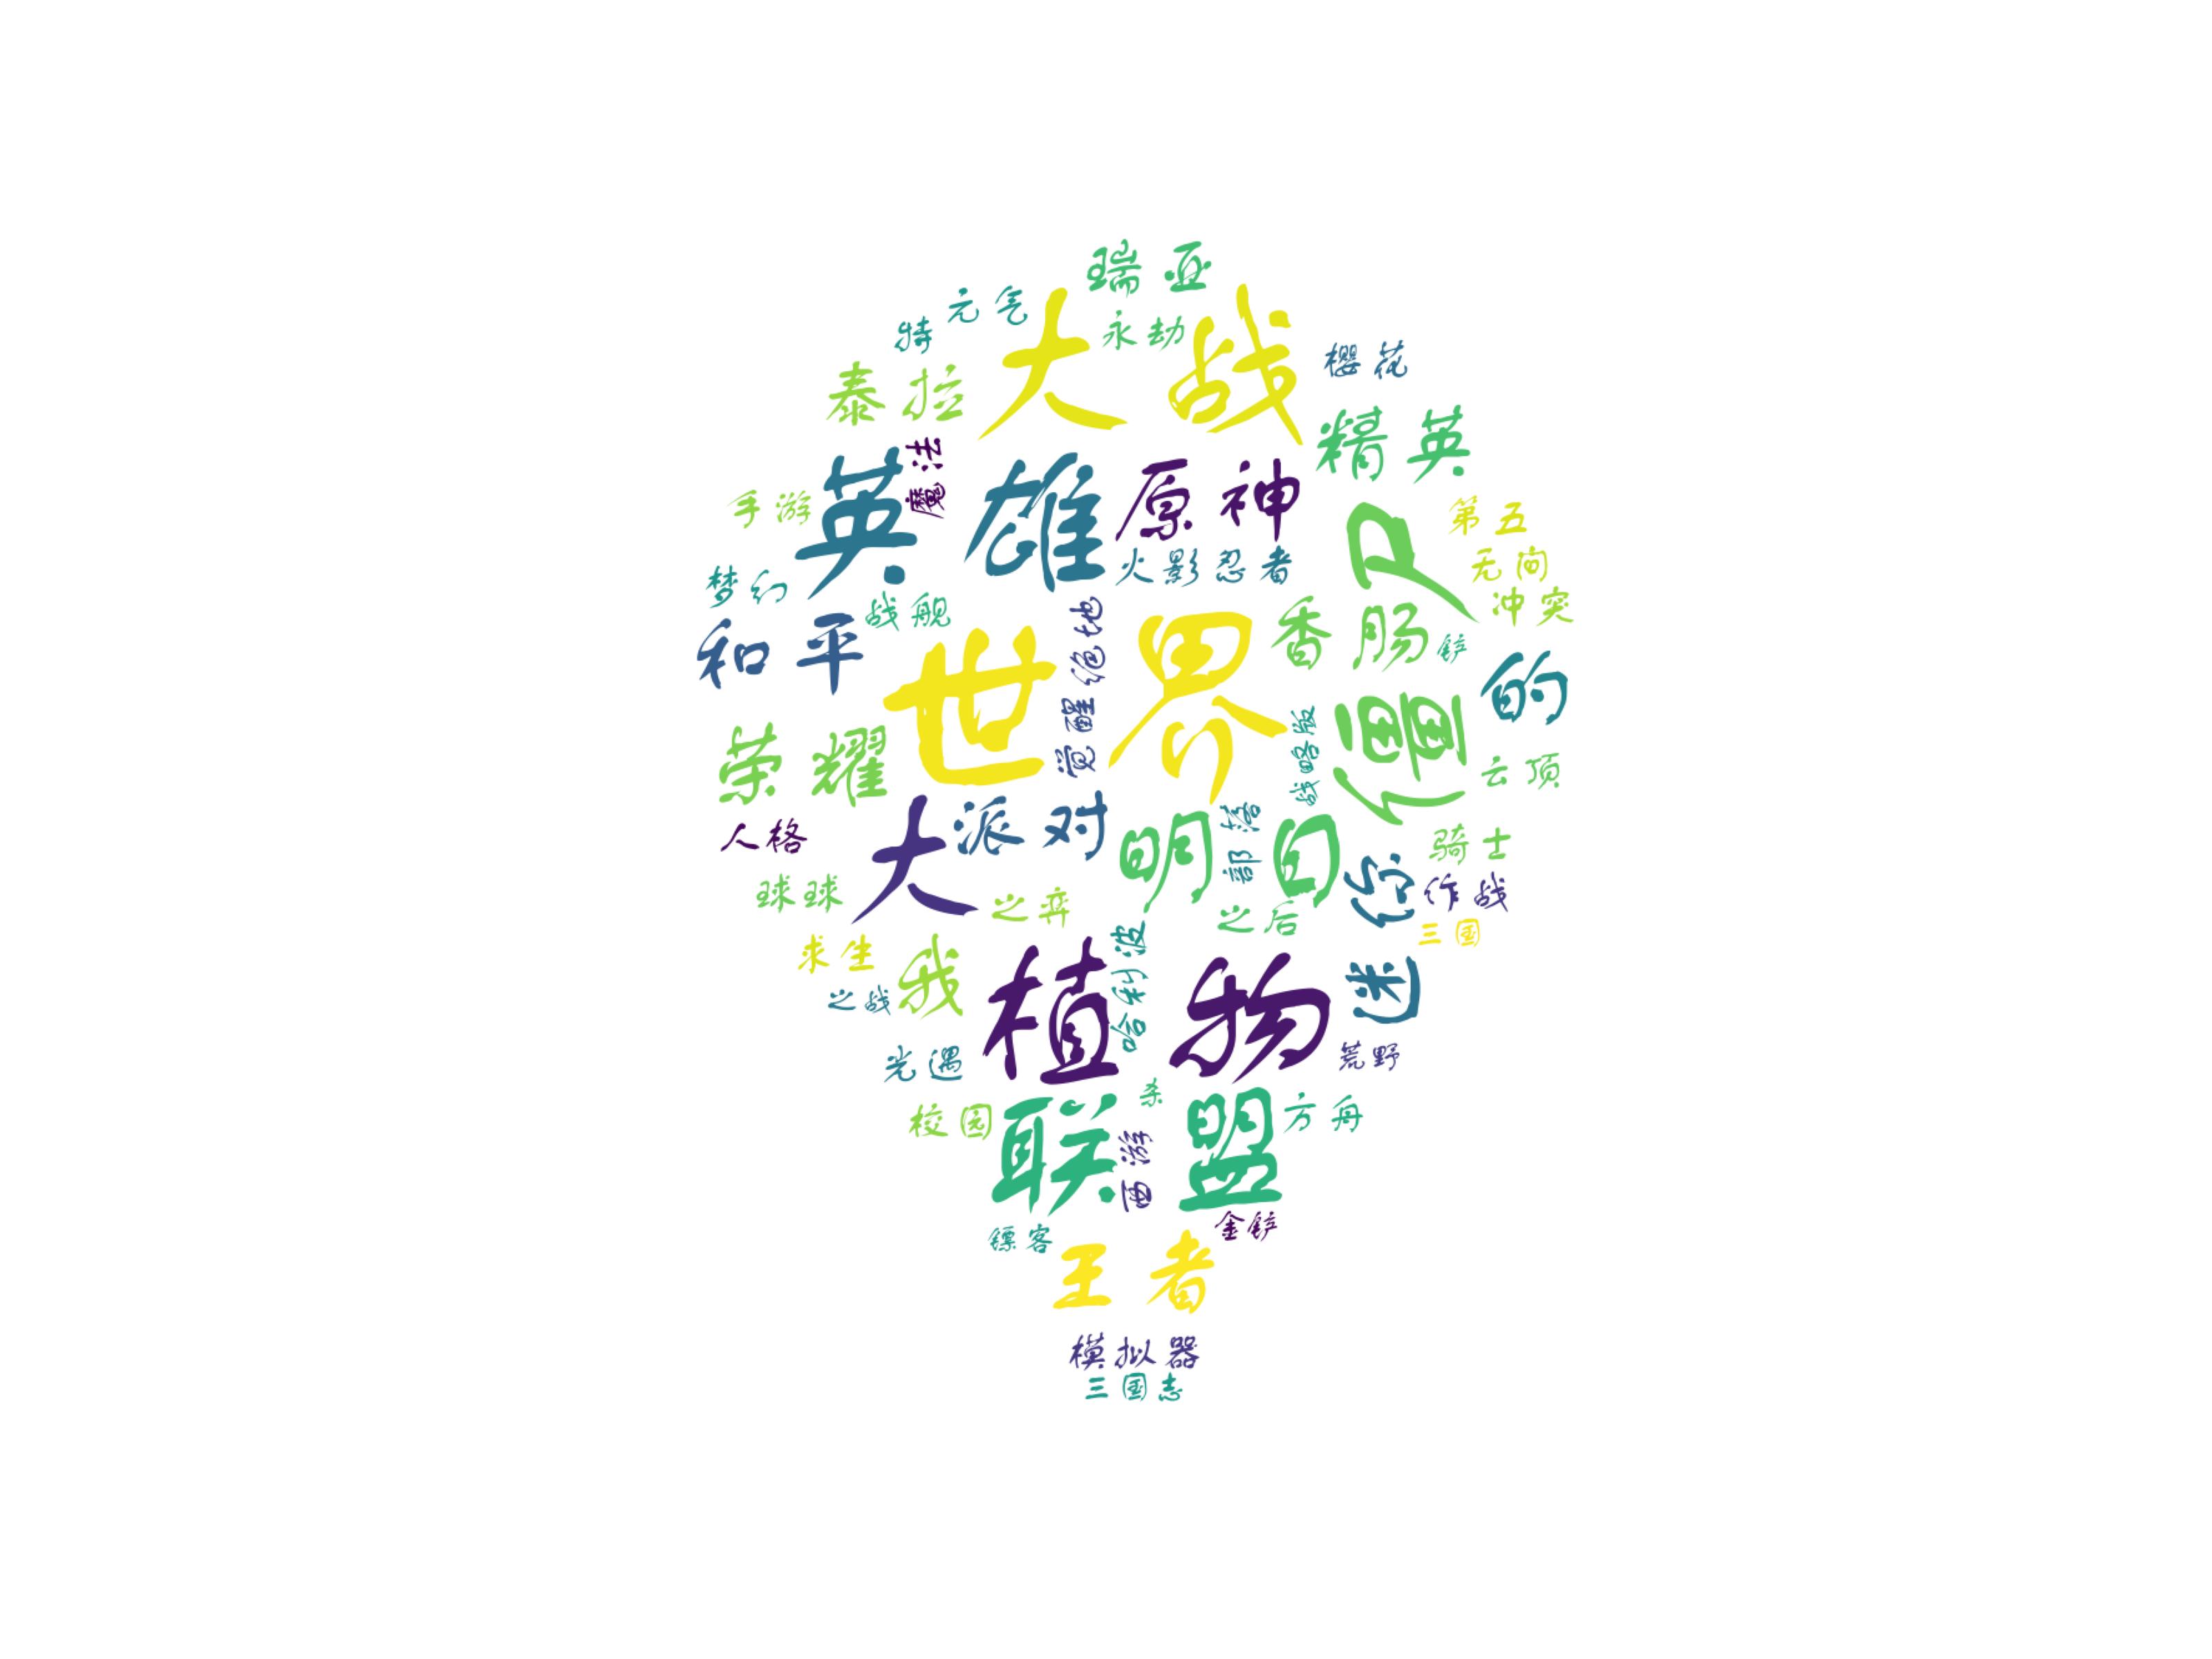 瑞亚
元气
特
大战
永劫
樱花
泰拉
精英
魔法
英雄
原神
手游
第五
尺
火影忍者
无间
梦幻
战舰
冲突
和平
绝地
世界
香肠
铲
的
觉醒
战略版
僵
荣耀
云顶
大
派对
明日
部落
人格
骑士
迷你
作战
球球
之弈
之后
三国
求生
我
植物
哈利波
之战
光遇
荒野
杀
校园
联盟
方舟
西游
金铲
镖客
王者
模拟器
三国志